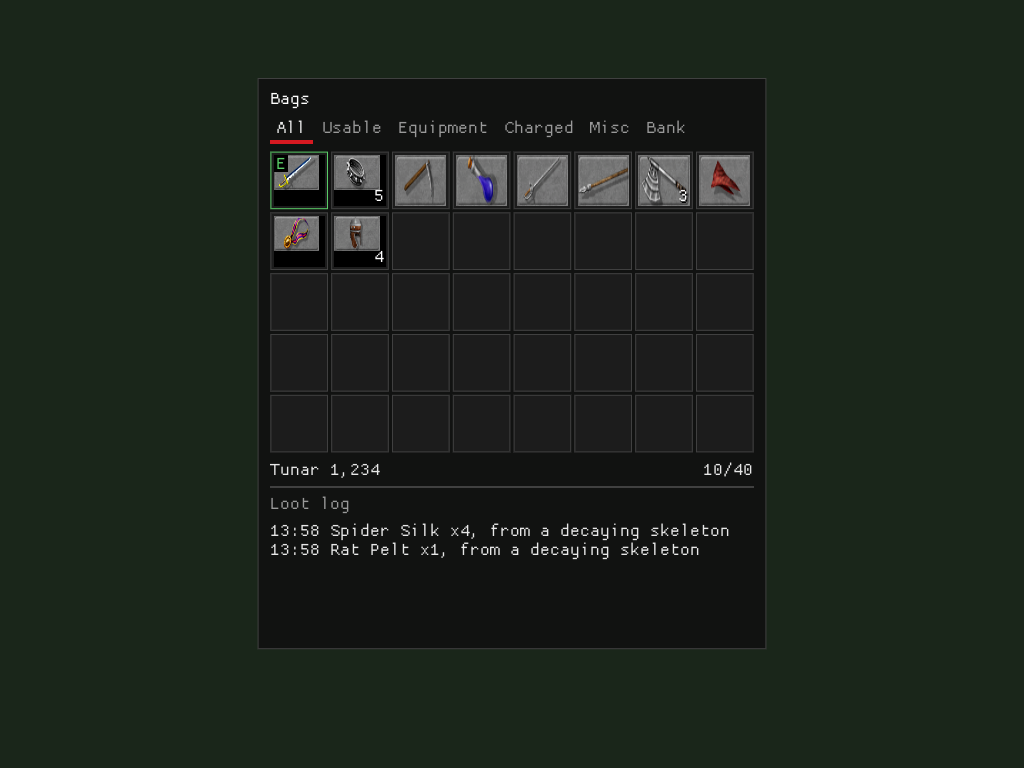 Bags
All Usable Equipment Charged Misc Bank
E 5 3
4
Tunar 1,234 10/40
Loot log
13:58 Spider Silk x4, from a decaying skeleton
13:58 Rat Pelt x1, from a decaying skeleton